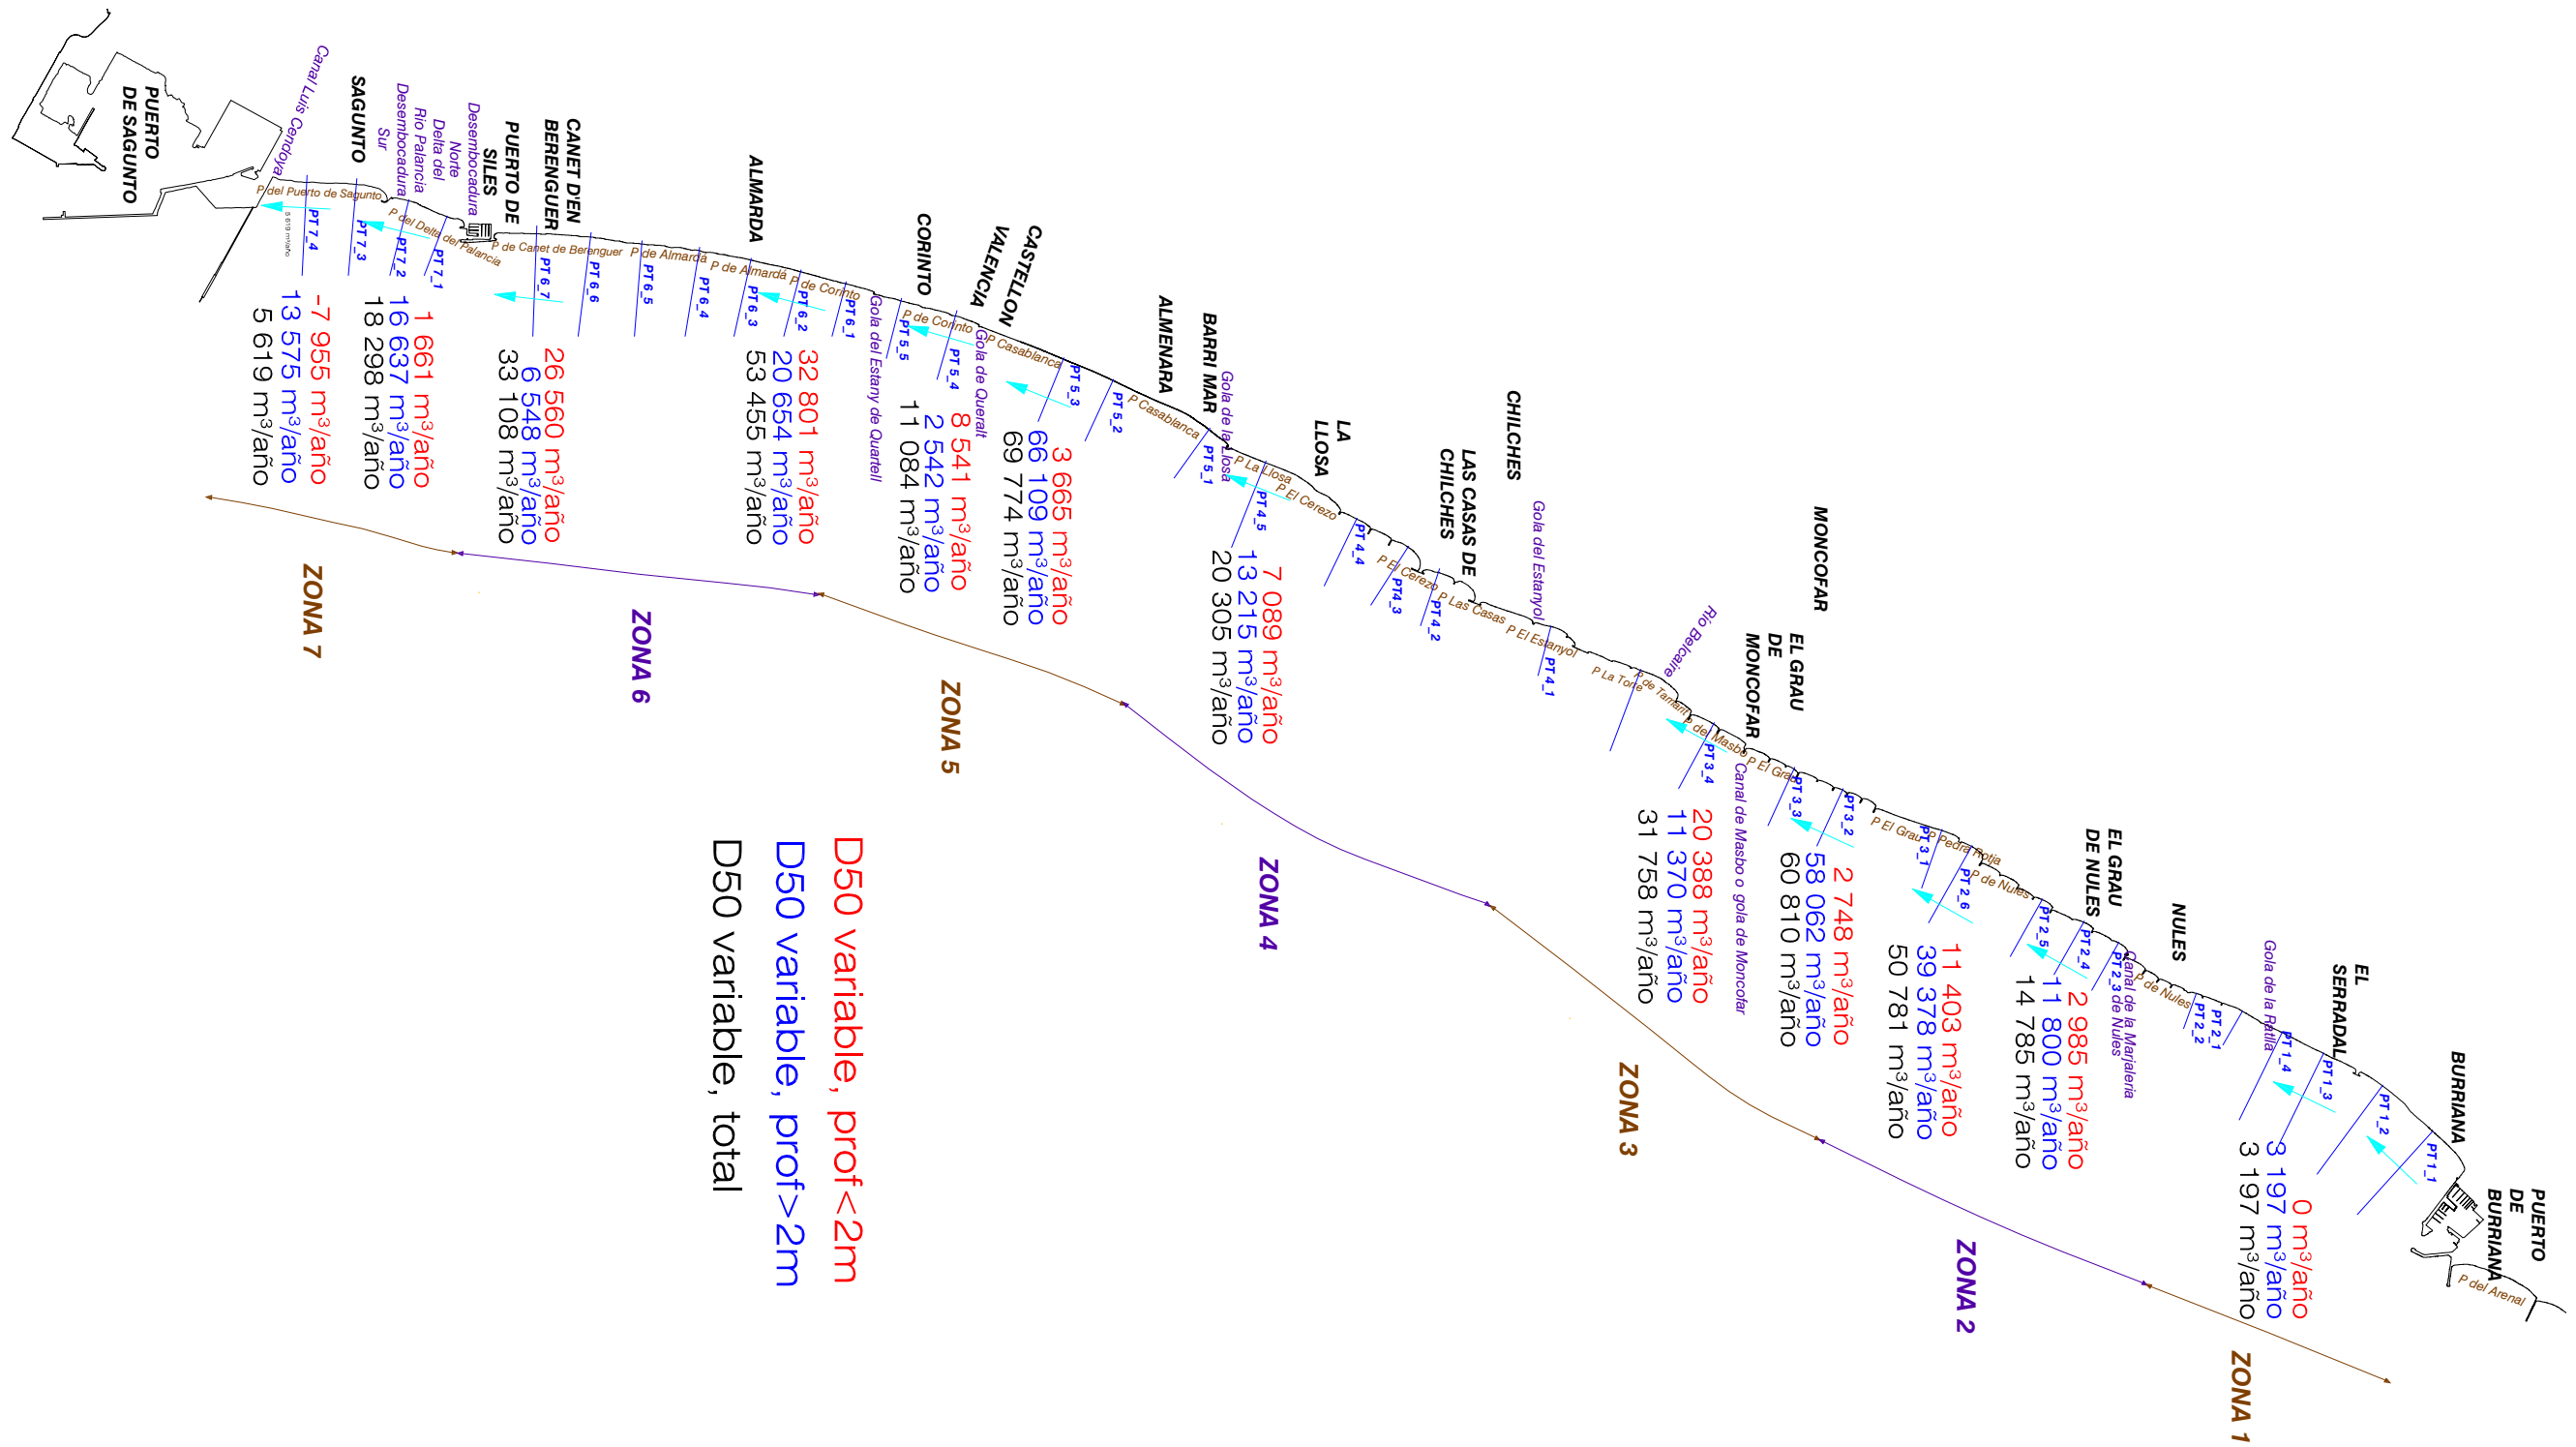 PUERTO
DE
BURRIANA
P del Arenal
BURRIANA
PT 1_1
PT 1_2
EL
SERRADAL
PT 1_3
PT 1_4
Gola de la Ratlla
0 m³/año
3 197 m³/año
3 197 m³/año
ZONA 1
NULES
PT 2_1
PT 2_2
P de Nules
Canal de la Marjaleria
de Nules
EL GRAU
DE NULES
PT 2_3
PT 2_4
PT 2_5
2 985 m³/año
11 800 m³/año
14 785 m³/año
P de Nules
PT 2_6
P Pedra Rotja
11 403 m³/año
39 378 m³/año
50 781 m³/año
ZONA 2
PT 3_1
P El Grau
PT 3_2
PT 3_3
2 748 m³/año
58 062 m³/año
60 810 m³/año
MONCOFAR
EL GRAU
DE
MONCOFAR
P El Grau
Canal de Masbo o gola de Moncofar
P de Masbo
PT 3_4
20 388 m³/año
11 370 m³/año
31 758 m³/año
ZONA 3
Rio Belcaire
P de Tamarit
P La Torre
Gola del Estanyol
PT 4_1
P El Estanyol
CHILCHES
LAS CASAS DE
CHILCHES
P Las Casas
PT 4_2
PT4_3
P El Cerezo
PT 4_4
LA
LLOSA
P El Cerezo
P La Llosa
PT 4_5
7 089 m³/año
13 215 m³/año
20 305 m³/año
ZONA 4
Gola de la Llosa
BARRI MAR
PT 5_1
ALMENARA
P Casablanca
PT 5_2
PT 5_3
P Casablanca
3 665 m³/año
66 109 m³/año
69 774 m³/año
CASTELLON
VALENCIA
Gola de Queralt
P de Corinto
PT 5_4
CORINTO
PT 5_5
8 541 m³/año
2 542 m³/año
11 084 m³/año
ZONA 5
Gola del Estany de Quartell
PT 6_1
P de Corinto
PT 6_2
PT 6_3
ALMARDA
P de Almardá
32 801 m³/año
20 654 m³/año
53 455 m³/año
PT 6_4
P de Almardá
PT 6_5
PT 6_6
P de Canet de Berenguer
PT 6_7
CANET D'EN
BERENGUER
26 560 m³/año
6 548 m³/año
33 108 m³/año
ZONA 6
PUERTO DE
SILES
Desembocadura
Norte
Delta del
Rio Palancia
Desembocadura
Sur
P del Delta del Palancia
PT 7_1
PT 7_2
1 661 m³/año
16 637 m³/año
18 298 m³/año
SAGUNTO
PT 7_3
P del Puerto de Sagunto
PT 7_4
5 619 m³/año
-7 955 m³/año
13 575 m³/año
5 619 m³/año
ZONA 7
Canal Luis Cendoya
PUERTO
DE SAGUNTO
D50 variable, prof<2m
D50 variable, prof>2m
D50 variable, total